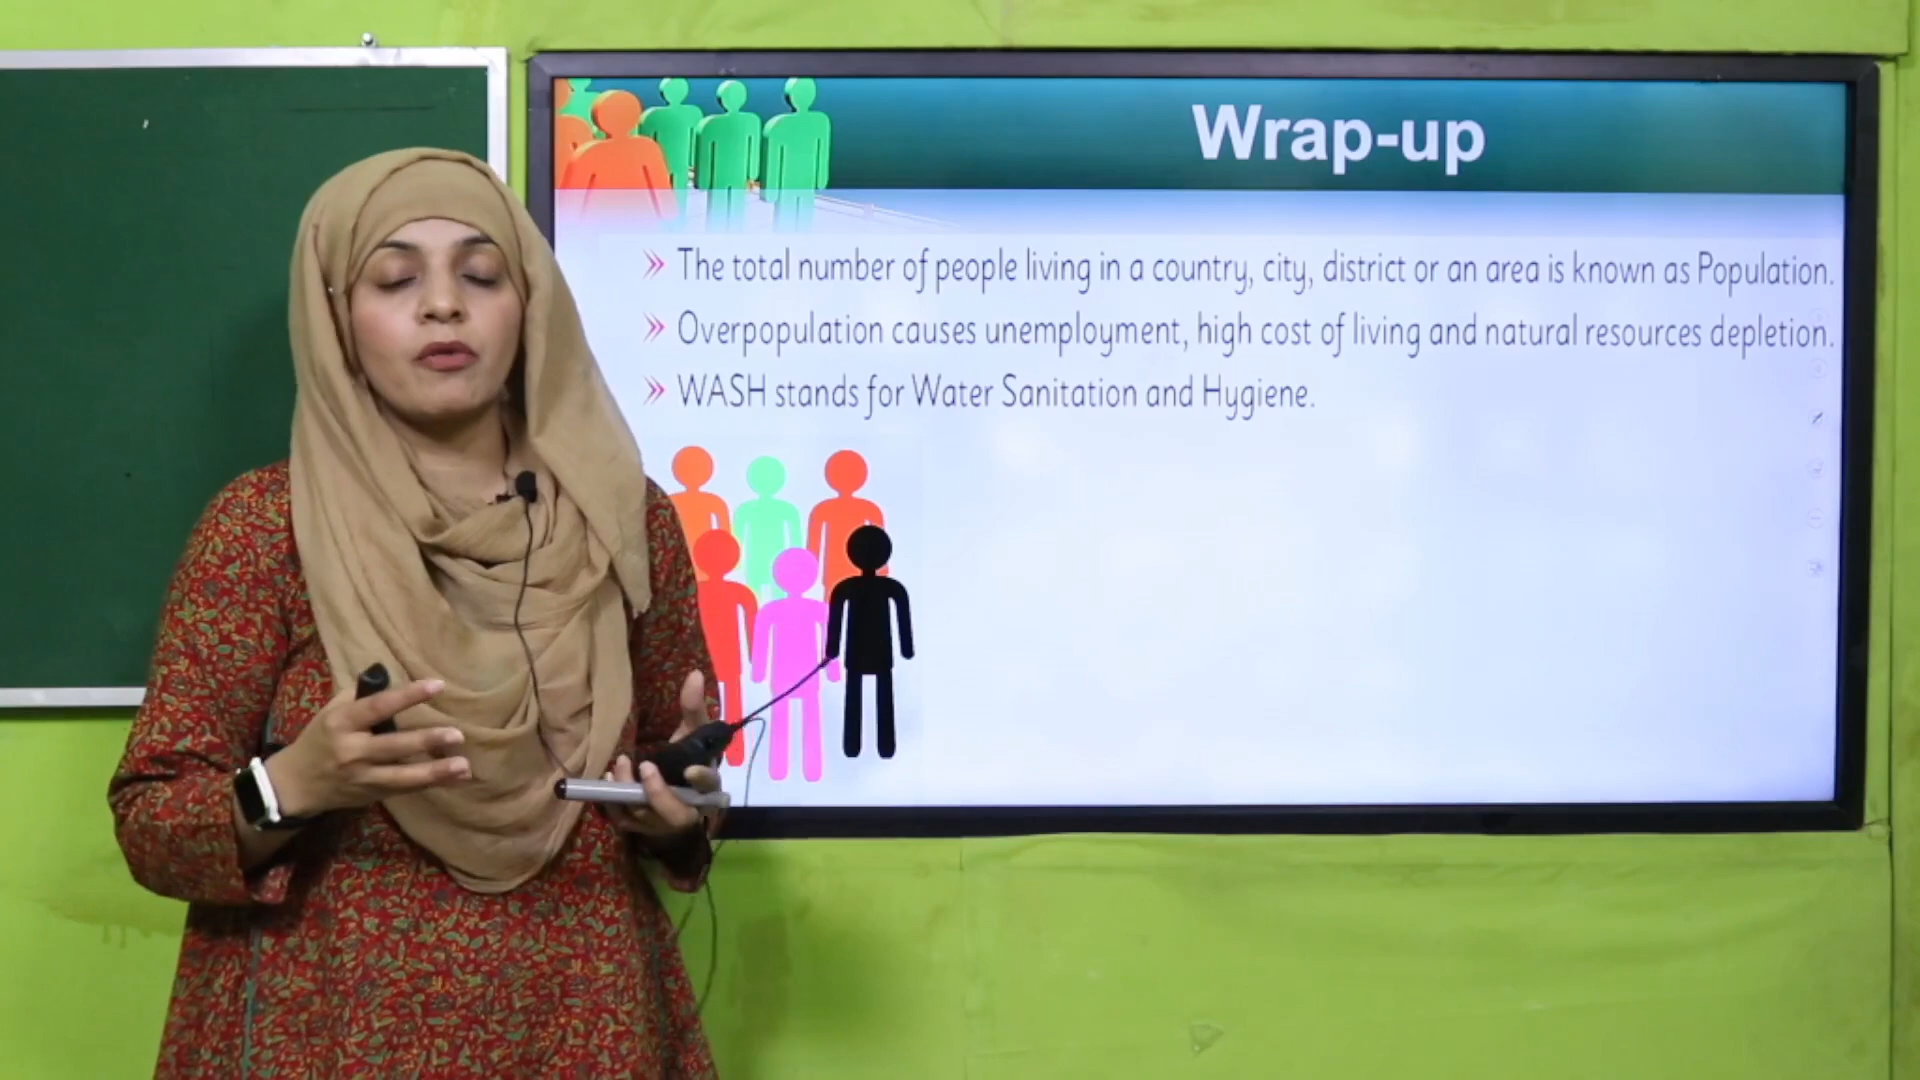 Wrap-up
» The total number of people living in a country, city, district or an area is known as Population.
» Overpopulation causes unemployment, high cost of living and natural resources depletion.
» WASH stands for Water Sanitation and Hygiene.